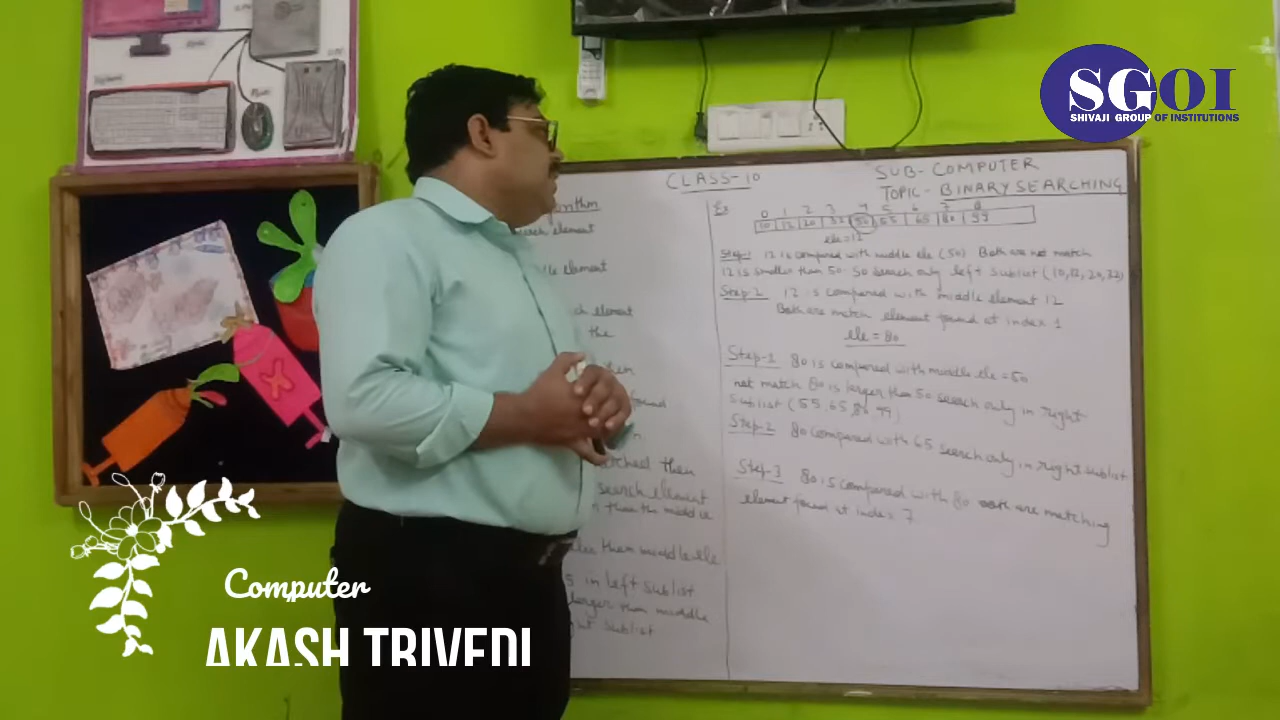 SGOI
SHIVAJI GROUP OF INSTITUTIONS
CLASS-10
SUB- COMPUTER
TOPIC- BINARY SEARCHING
search element
element
element
the
found
then
search element
than the middle
than middle ele
in left sublist
larger than middle
sublist
Ex
0 1 2 3 4 5 6 7 8
10 12 20 32 50 55 65 80 99
ele=12
Step-1 12 is compared with middle ele (50) Both are not match
12 is smaller than 50 so search only left sublist (10,12,20,32)
Step-2 12 is compared with middle element 12
Both are match element found at index 1
ele = 80
Step-1 80 is compared with middle ele = 50
not match 80 is larger than 50 search only in right
sublist (55,65,80,99)
Step-2 80 compared with 65 search only in right sublist
Step-3 80 is compared with 80 both are matching
element found at index 7
Computer
AKASH TRIVEDI